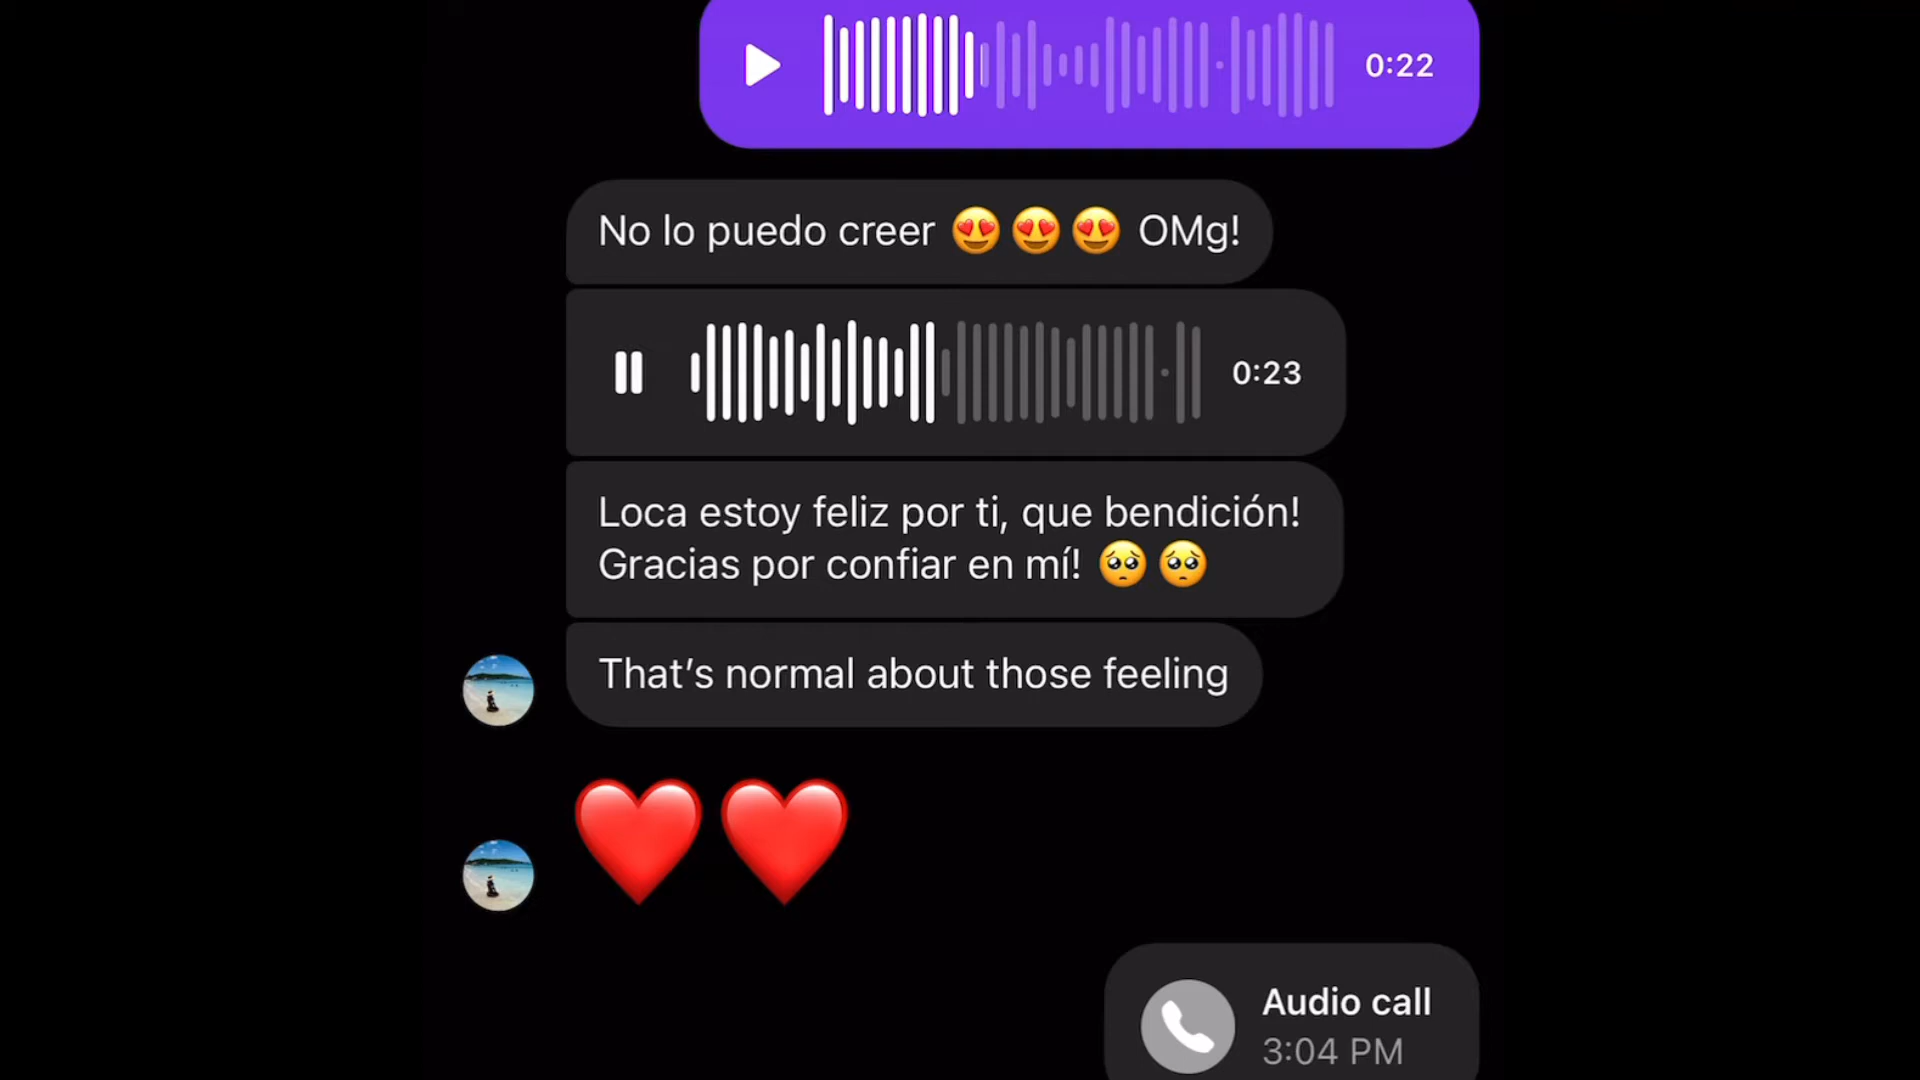 0:22
No lo puedo creer 😍😍😍 OMg!
0:23
Loca estoy feliz por ti, que bendición!
Gracias por confiar en mí! 🥺🥺
That’s normal about those feeling
❤️❤️
Audio call
3:04 PM